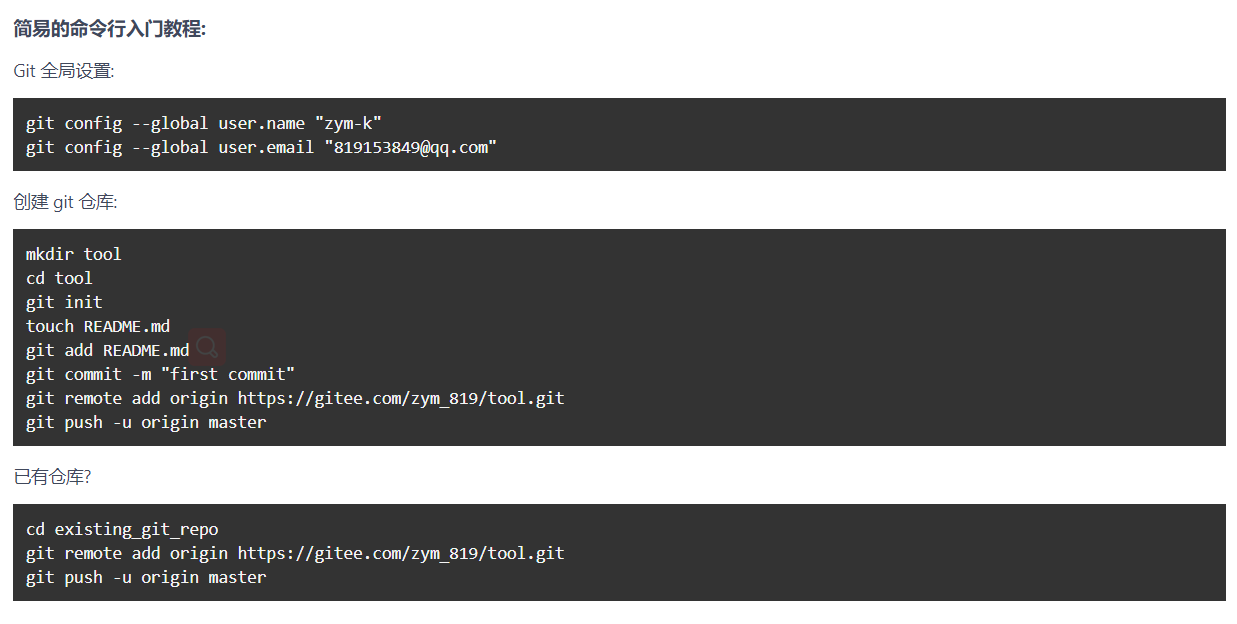 简易的命令行入门教程:
Git 全局设置:
git config --global user.name "zym-k"
git config --global user.email "819153849@qq.com"
创建 git 仓库:
mkdir tool
cd tool
git init
touch README.md
git add README.md
git commit -m "first commit"
git remote add origin https://gitee.com/zym_819/tool.git
git push -u origin master
已有仓库?
cd existing_git_repo
git remote add origin https://gitee.com/zym_819/tool.git
git push -u origin master